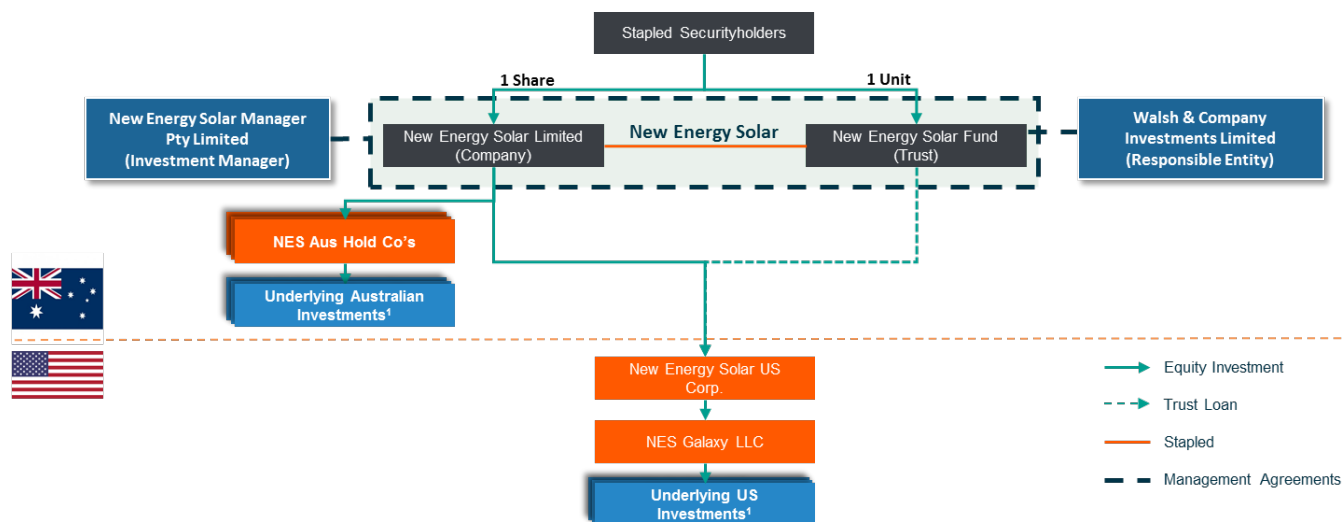 Stapled Securityholders
1 Share
1 Unit
New Energy Solar Manager
Pty Limited
(Investment Manager)
New Energy Solar Limited
(Company)
New Energy Solar
New Energy Solar Fund
(Trust)
Walsh & Company
Investments Limited
(Responsible Entity)
NES Aus Hold Co’s
Underlying Australian
Investments¹
New Energy Solar US
Corp.
NES Galaxy LLC
Underlying US
Investments¹
Equity Investment
Trust Loan
Stapled
Management Agreements